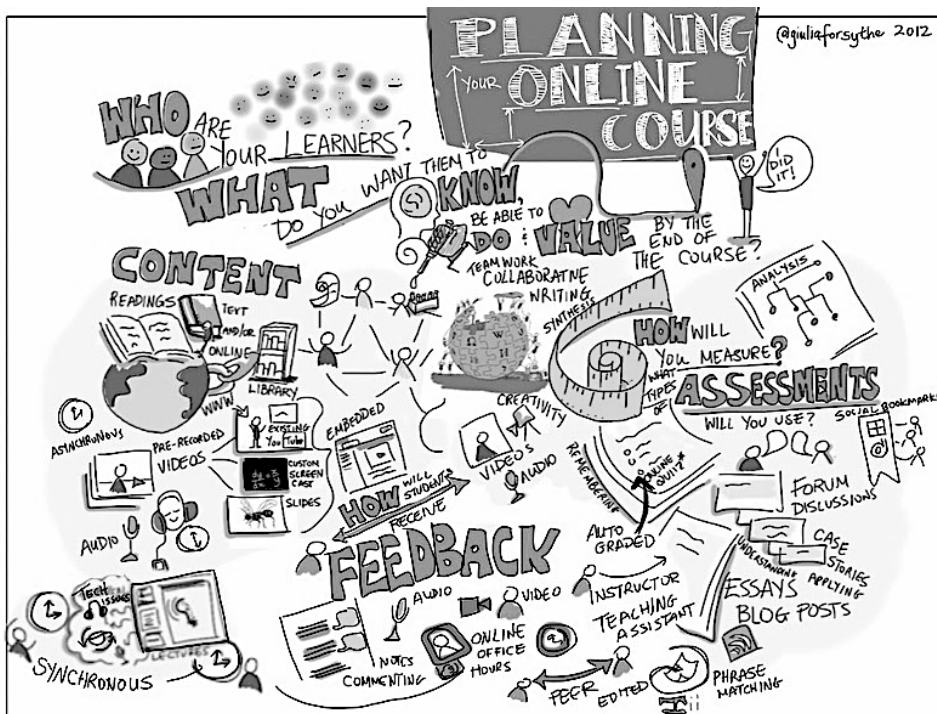 PLANNING
YOUR ONLINE
COURSE
@giuliaforsythe 2012
I DID IT!
WHO ARE
YOUR LEARNERS?
WHAT
DO YOU WANT THEM TO
KNOW,
BE ABLE TO
DO & VALUE
BY THE
END OF
THE COURSE?
CONTENT
READINGS
TEXT
AND/OR
ONLINE
LIBRARY
WWW
TEAMWORK
COLLABORATIVE
WRITING
SYNTHESIS
CREATIVITY
VIDEOS
AUDIO
ANALYSIS
HOW WILL
YOU MEASURE?
WHAT
TYPES
OF
ASSESSMENTS
WILL YOU USE?
SOCIAL BOOKMARKS
ASYNCHRONOUS
PRE-RECORDED
VIDEOS
EXISTING
YouTube
CUSTOM
SCREEN
CAST
SLIDES
EMBEDDED
AUDIO
REMEMBERING
ONLINE
QUIZ*
AUTO
GRADED
FORUM
DISCUSSIONS
CASE
STORIES
APPLYING
UNDERSTANDING
ESSAYS
BLOG POSTS
HOW WILL
STUDENTS
RECEIVE
FEEDBACK
AUDIO
VIDEO
NOTES
COMMENTING
ONLINE
OFFICE
HOURS
INSTRUCTOR
TEACHING
ASSISTANT
PEER
EDITED
PHRASE
MATCHING
TECH
ISSUES
LECTURES
SYNCHRONOUS